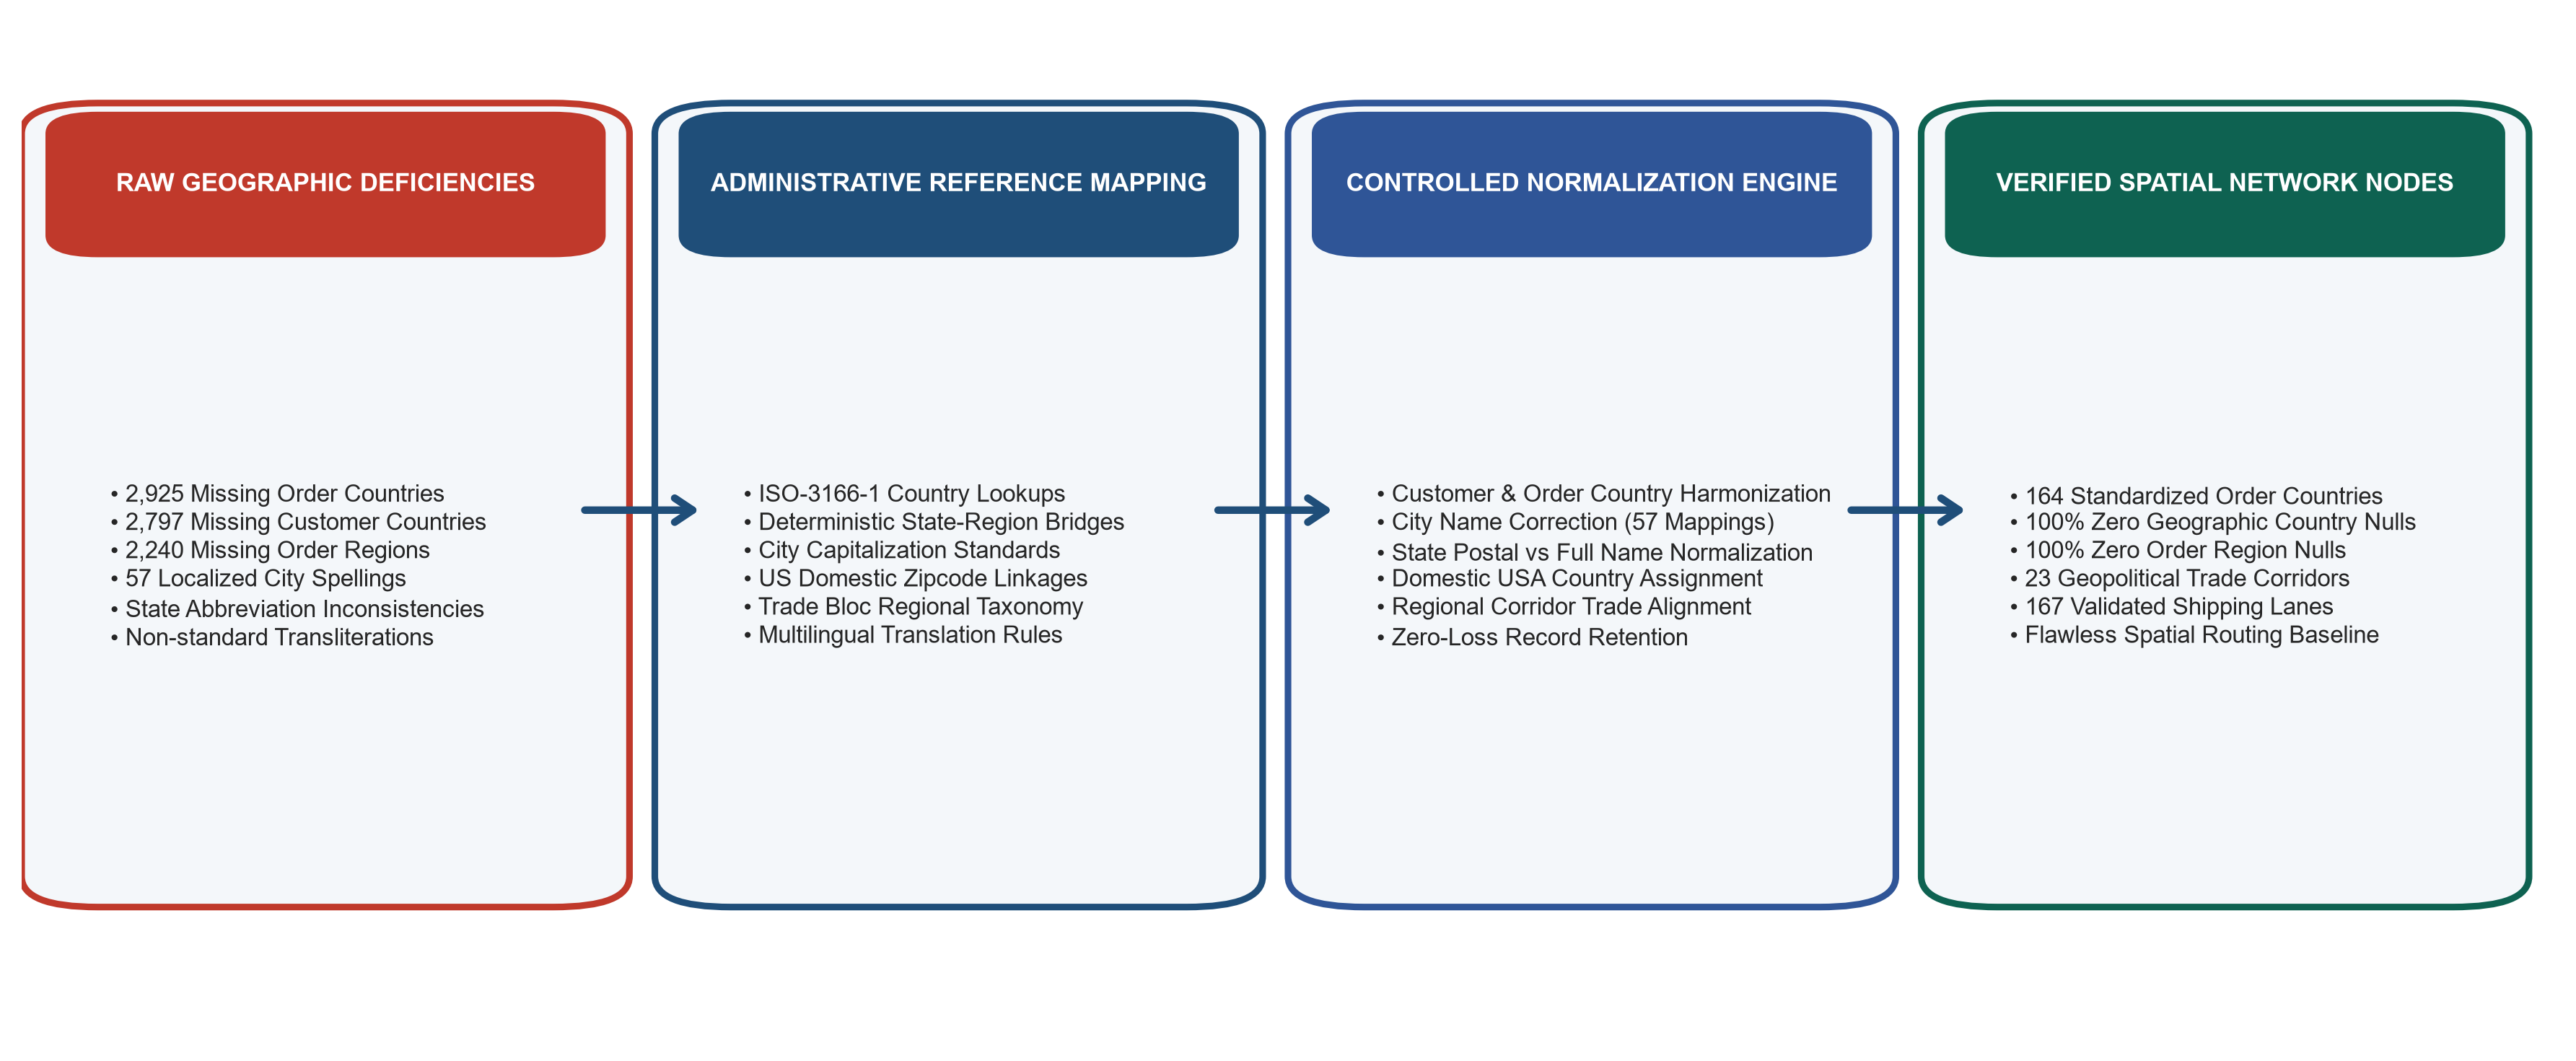 RAW GEOGRAPHIC DEFICIENCIES
• 2,925 Missing Order Countries
• 2,797 Missing Customer Countries
• 2,240 Missing Order Regions
• 57 Localized City Spellings
• State Abbreviation Inconsistencies
• Non-standard Transliterations
ADMINISTRATIVE REFERENCE MAPPING
• ISO-3166-1 Country Lookups
• Deterministic State-Region Bridges
• City Capitalization Standards
• US Domestic Zipcode Linkages
• Trade Bloc Regional Taxonomy
• Multilingual Translation Rules
CONTROLLED NORMALIZATION ENGINE
• Customer & Order Country Harmonization
• City Name Correction (57 Mappings)
• State Postal vs Full Name Normalization
• Domestic USA Country Assignment
• Regional Corridor Trade Alignment
• Zero-Loss Record Retention
VERIFIED SPATIAL NETWORK NODES
• 164 Standardized Order Countries
• 100% Zero Geographic Country Nulls
• 100% Zero Order Region Nulls
• 23 Geopolitical Trade Corridors
• 167 Validated Shipping Lanes
• Flawless Spatial Routing Baseline